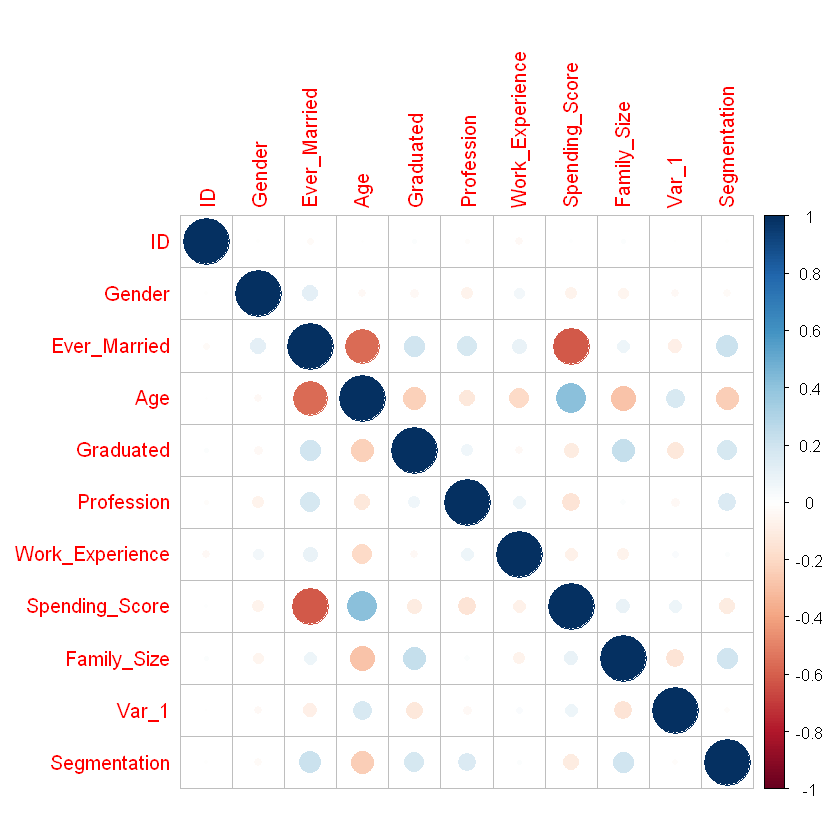 ID
Gender
Ever_Married
Age
Graduated
Profession
Work_Experience
Spending_Score
Family_Size
Var_1
Segmentation
ID
Gender
Ever_Married
Age
Graduated
Profession
Work_Experience
Spending_Score
Family_Size
Var_1
Segmentation
1
0.8
0.6
0.4
0.2
0
-0.2
-0.4
-0.6
-0.8
-1